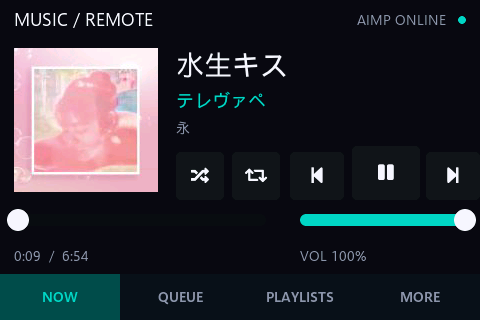 MUSIC / REMOTE
AIMP ONLINE
水生キス
テレヴァペ
永
0:09 / 6:54
VOL 100%
NOW
QUEUE
PLAYLISTS
MORE